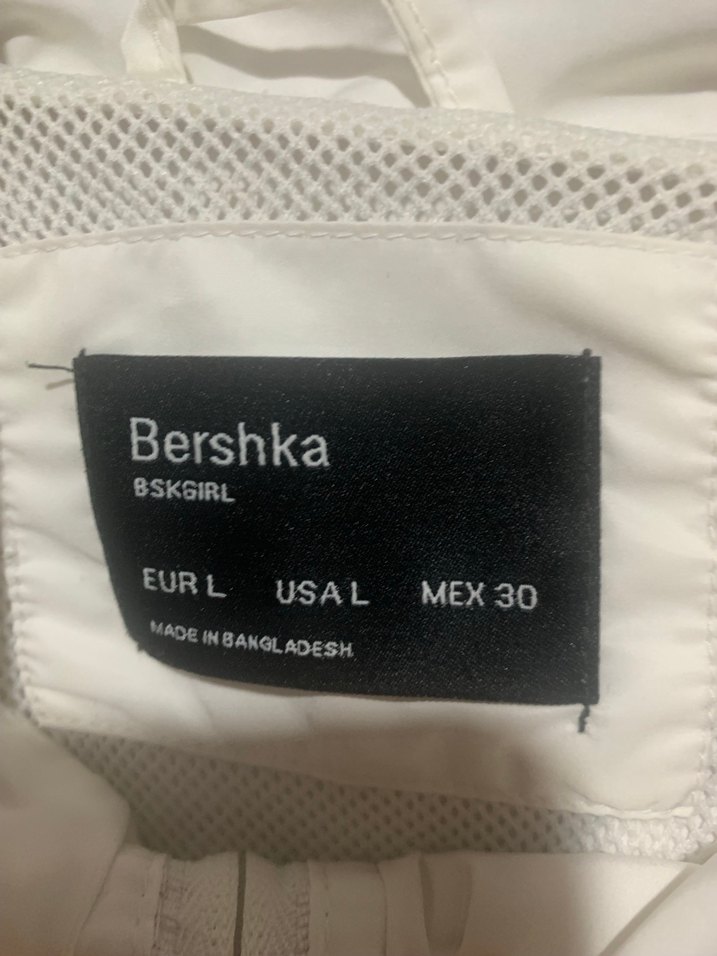 Bershka
BSKGIRL
EUR L USA L MEX 30
MADE IN BANGLADESH